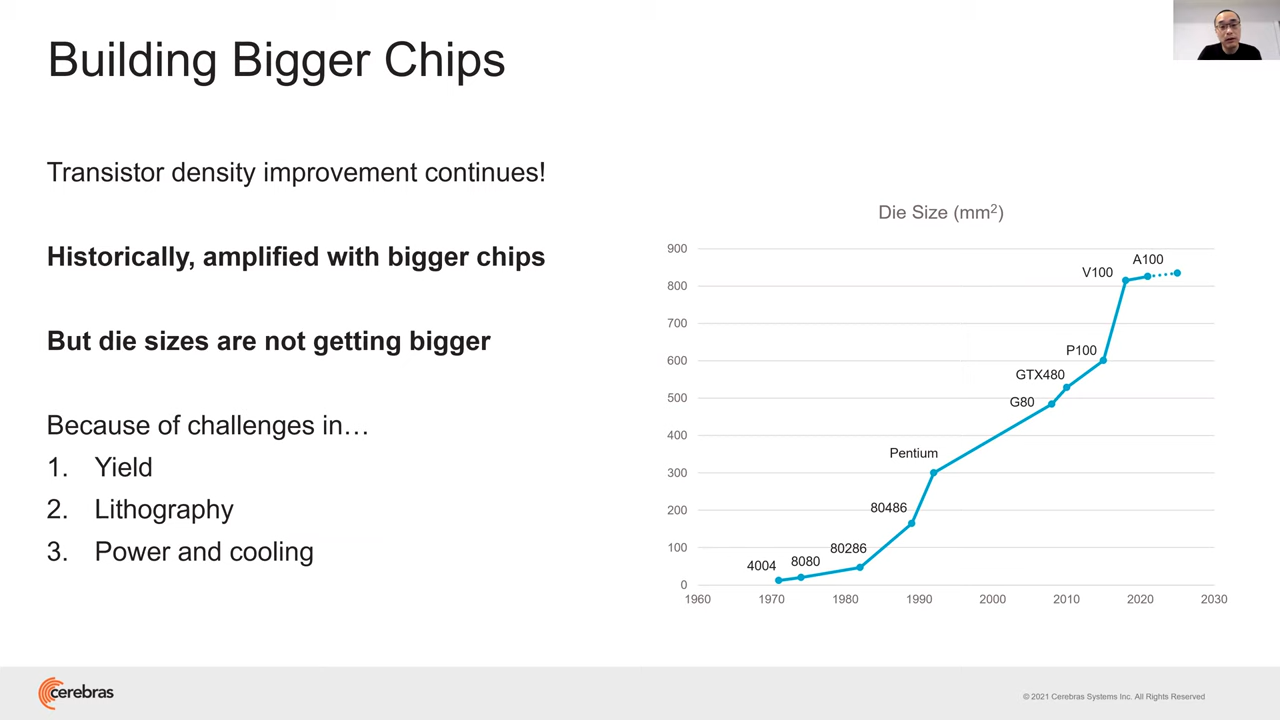 Building Bigger Chips
Transistor density improvement continues!
Historically, amplified with bigger chips
But die sizes are not getting bigger
Because of challenges in…
1. Yield
2. Lithography
3. Power and cooling
Die Size (mm²)
900
800
700
600
500
400
300
200
100
0
1960
1970
1980
1990
2000
2010
2020
2030
4004
8080
80286
80486
Pentium
G80
GTX480
P100
V100
A100
cerebras
© 2021 Cerebras Systems Inc. All Rights Reserved